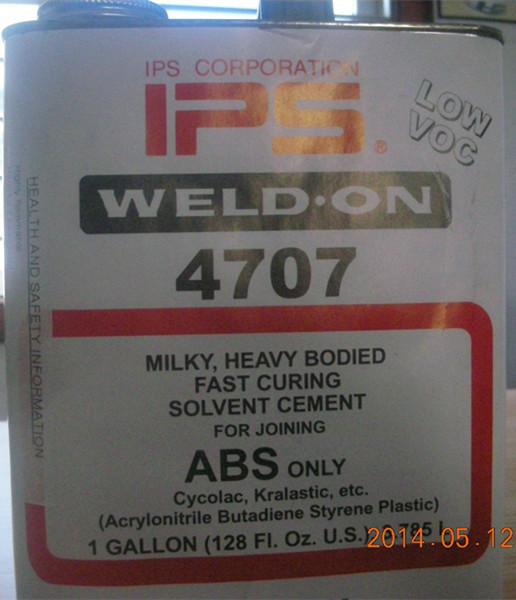 IPS CORPORATION
IPS®
LOW
VOC
WELD·ON
4707
HEALTH AND SAFETY INFORMATION
MILKY, HEAVY BODIED
FAST CURING
SOLVENT CEMENT
FOR JOINING
ABS ONLY
Cycolac, Kralastic, etc.
(Acrylonitrile Butadiene Styrene Plastic)
1 GALLON (128 Fl. Oz. U.S.) 3.785 L
2014.05.12